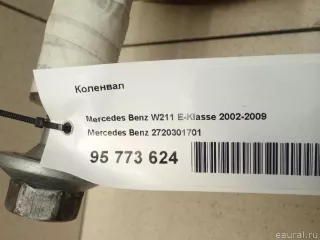 Коленвал
Mercedes Benz W211 E-Klasse 2002-2009
Mercedes Benz 2720301701
95 773 624
eaural.ru